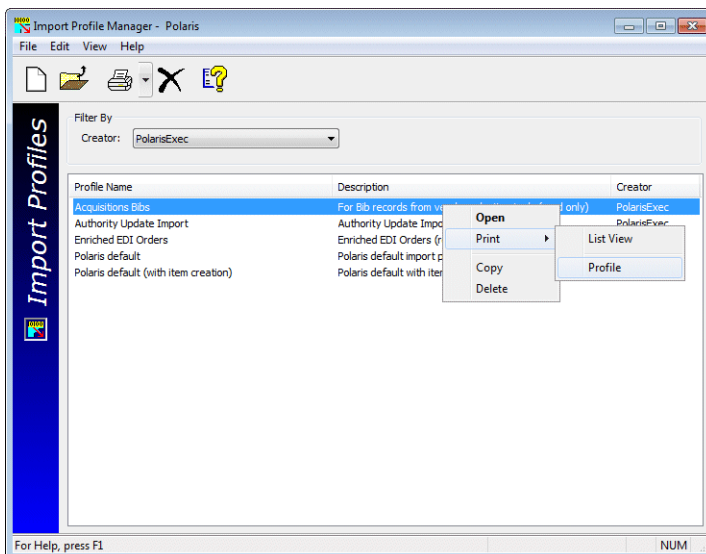 Import Profile Manager - Polaris
File Edit View Help
Import Profiles
Filter By
Creator: PolarisExec
Profile Name Description Creator
Acquisitions Bibs For Bib records from only) PolarisExec
Authority Update Import Authority Update PolarisExec
Enriched EDI Orders Enriched EDI Orders
Polaris default Polaris default import
Polaris default (with item creation) Polaris default with
Open
Print
Copy
Delete
List View
Profile
For Help, press F1 NUM